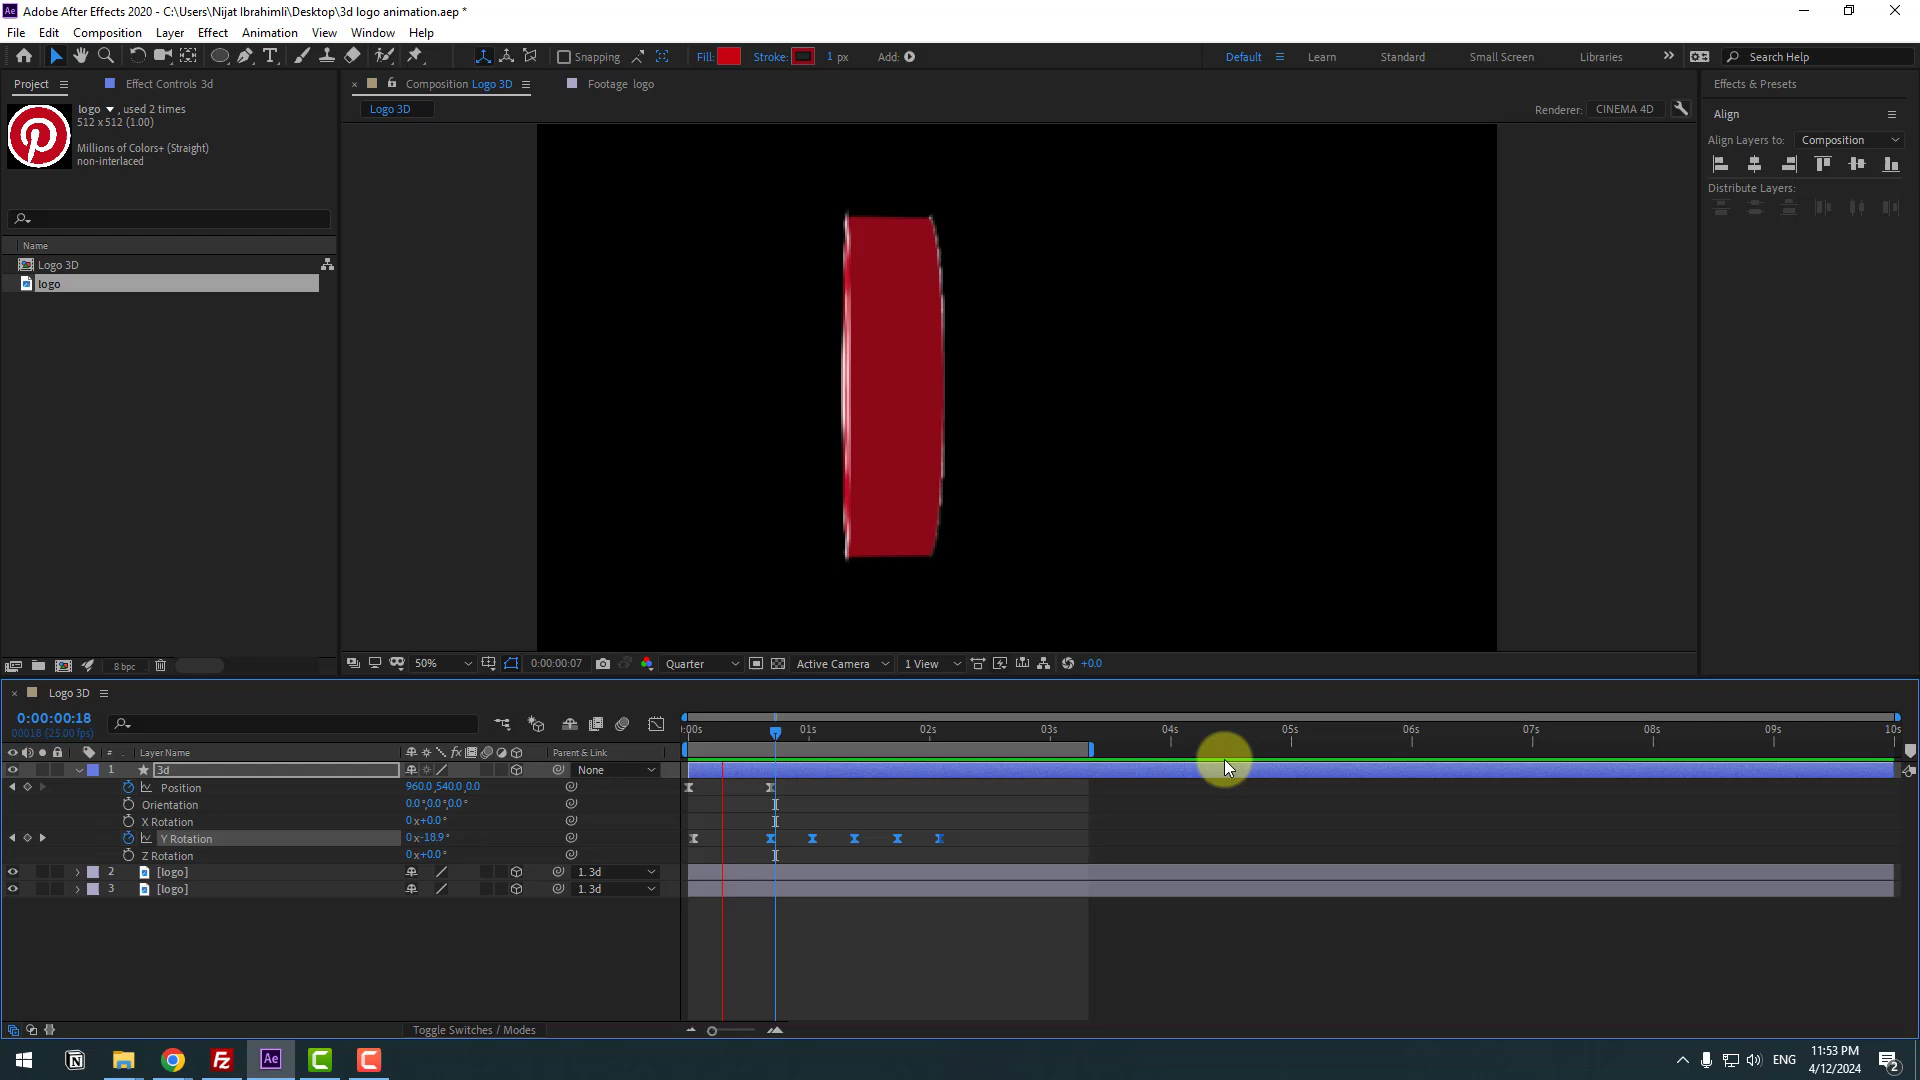 Adobe After Effects 2020 - C:\Users\Nijat Ibrahimli\Desktop\3d logo animation.aep *
File Edit Composition Layer Effect Animation View Window Help
Snapping Fill: Stroke: 1 px Add: Default Learn Standard Small Screen Libraries Search Help
Project Effect Controls 3d Composition Logo 3D Footage logo Effects & Presets
logo , used 2 times
512 x 512 (1.00)
Millions of Colors+ (Straight)
non-interlaced
Logo 3D Renderer: CINEMA 4D
Align
Align Layers to: Composition
Distribute Layers:
Name
Logo 3D
logo
8 bpc 50% 0:00:00:07 Quarter Active Camera 1 View +0.0
Logo 3D
0:00:00:18
00018 (25.00 fps)
:00s 01s 02s 03s 04s 05s 06s 07s 08s 09s 10s
# Layer Name Parent & Link
1 3d None
Position 960.0,540.0,0.0
Orientation 0.0°,0.0°,0.0°
X Rotation 0x+0.0°
Y Rotation 0x-18.9°
Z Rotation 0x+0.0°
2 [logo] 1. 3d
3 [logo] 1. 3d
Toggle Switches / Modes
Ae ENG 11:53 PM
4/12/2024
2